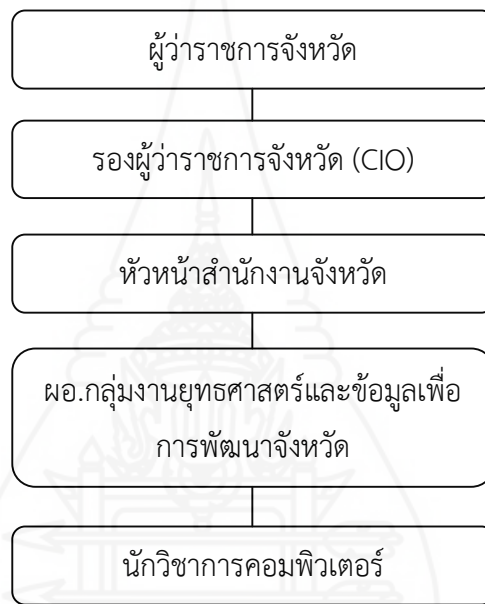 ผู้ว่าราชการจังหวัด
รองผู้ว่าราชการจังหวัด (CIO)
หัวหน้าสำนักงานจังหวัด
ผอ.กลุ่มงานยุทธศาสตร์และข้อมูลเพื่อ
การพัฒนาจังหวัด
นักวิชาการคอมพิวเตอร์